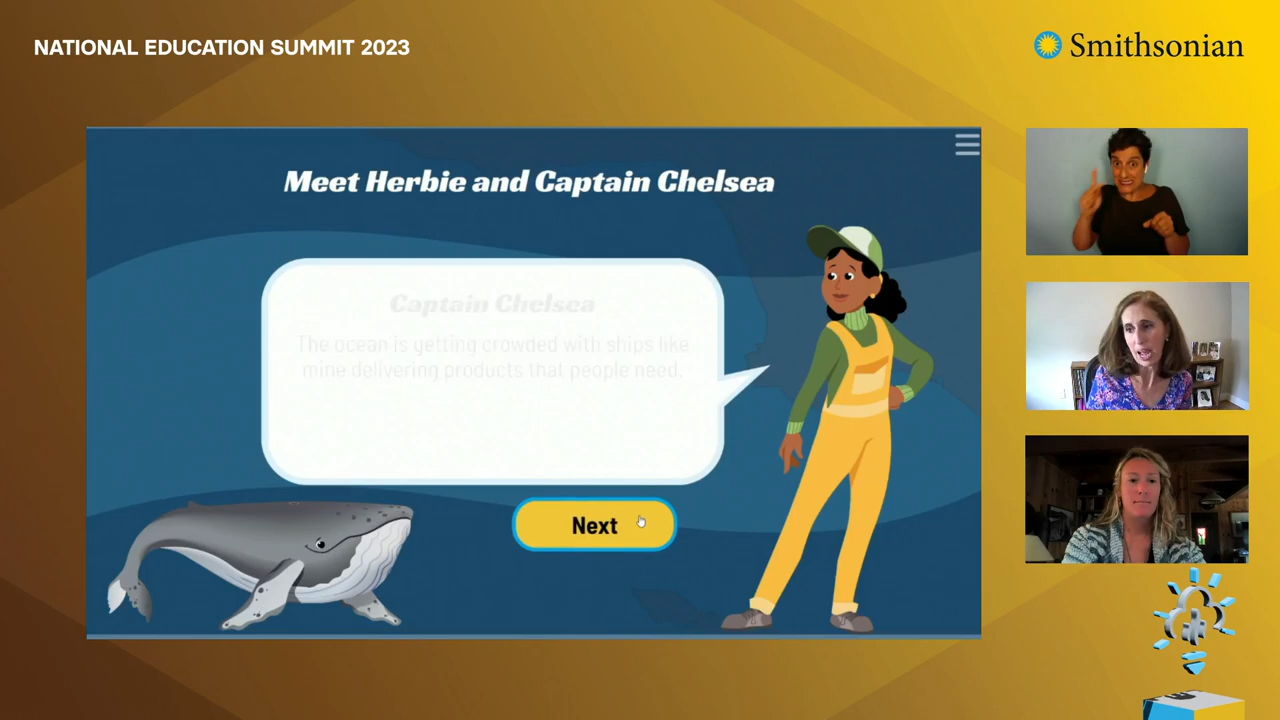 NATIONAL EDUCATION SUMMIT 2023
Smithsonian
Meet Herbie and Captain Chelsea
Captain Chelsea
The ocean is getting crowded with ships like
mine delivering products that people need.
Next